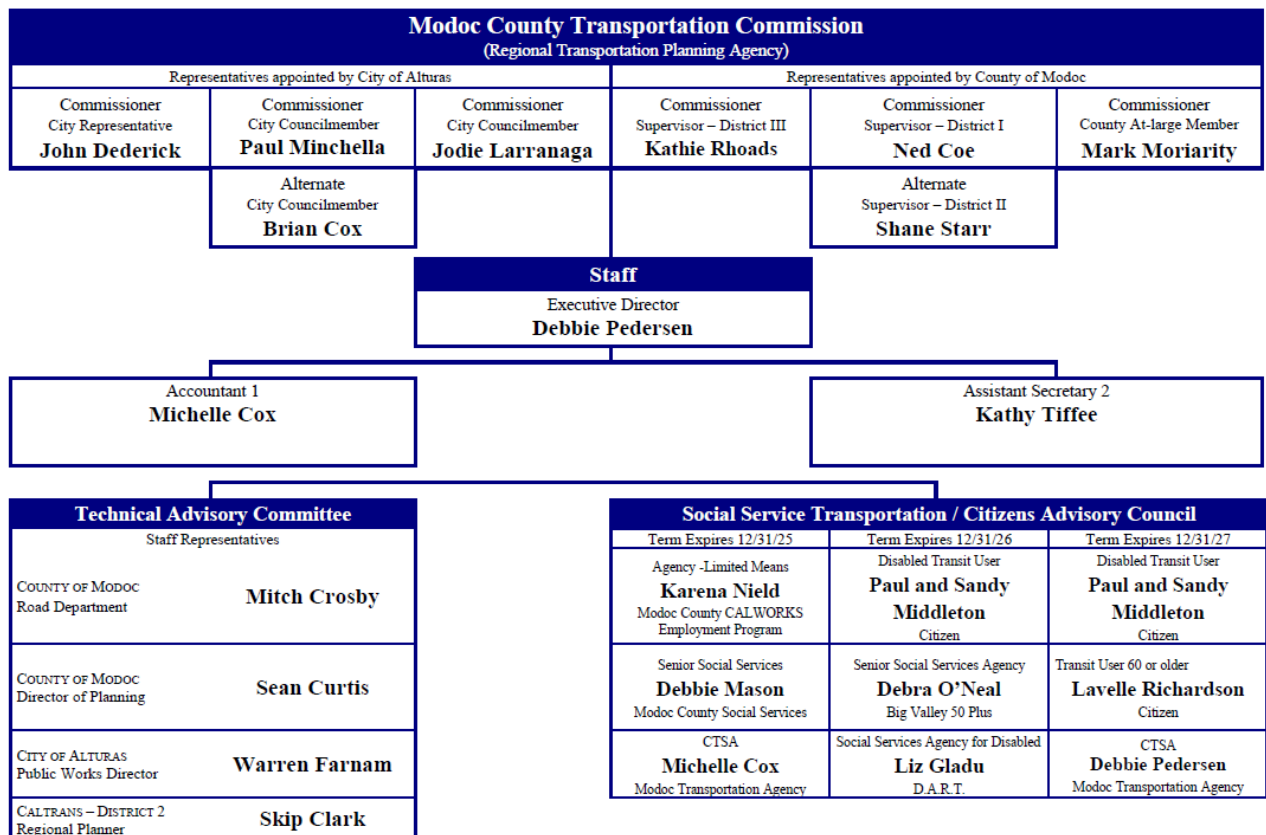 Modoc County Transportation Commission
(Regional Transportation Planning Agency)
Representatives appointed by City of Alturas
Representatives appointed by County of Modoc
Commissioner
City Representative
John Dederick
Commissioner
City Councilmember
Paul Minchella
Commissioner
City Councilmember
Jodie Larranaga
Commissioner
Supervisor – District III
Kathie Rhoads
Commissioner
Supervisor – District I
Ned Coe
Commissioner
County At-large Member
Mark Moriarity
Alternate
City Councilmember
Brian Cox
Alternate
Supervisor – District II
Shane Starr
Staff
Executive Director
Debbie Pedersen
Accountant 1
Michelle Cox
Assistant Secretary 2
Kathy Tiffee
Technical Advisory Committee
Staff Representatives
COUNTY OF MODOC
Road Department
Mitch Crosby
COUNTY OF MODOC
Director of Planning
Sean Curtis
CITY OF ALTURAS
Public Works Director
Warren Farnam
CALTRANS – DISTRICT 2
Regional Planner
Skip Clark
Social Service Transportation / Citizens Advisory Council
Term Expires 12/31/25
Term Expires 12/31/26
Term Expires 12/31/27
Agency -Limited Means
Karena Nield
Modoc County CALWORKS
Employment Program
Disabled Transit User
Paul and Sandy
Middleton
Citizen
Disabled Transit User
Paul and Sandy
Middleton
Citizen
Senior Social Services
Debbie Mason
Modoc County Social Services
Senior Social Services Agency
Debra O’Neal
Big Valley 50 Plus
Transit User 60 or older
Lavelle Richardson
Citizen
CTSA
Michelle Cox
Modoc Transportation Agency
Social Services Agency for Disabled
Liz Gladu
D.A.R.T.
CTSA
Debbie Pedersen
Modoc Transportation Agency